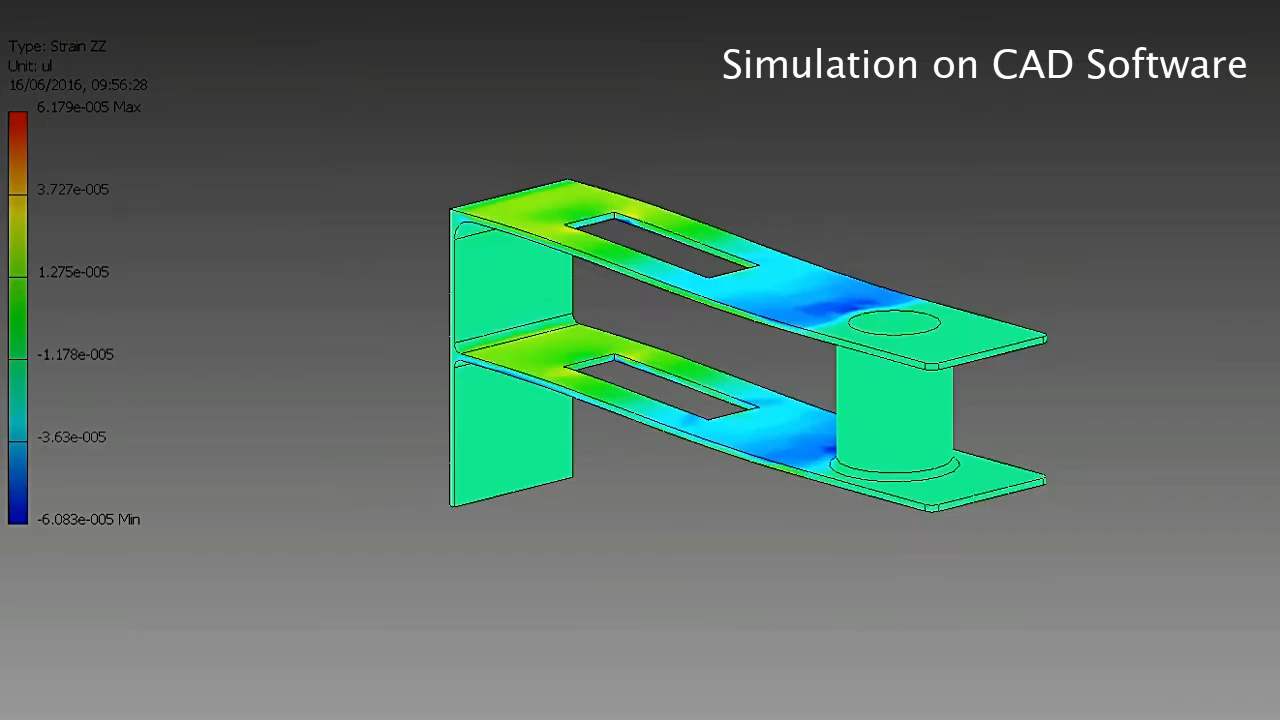 Type: Strain ZZ
Unit: ul
16/06/2016, 09:56:28
6.179e-005 Max
3.727e-005
1.275e-005
-1.178e-005
-3.63e-005
-6.083e-005 Min
Simulation on CAD Software